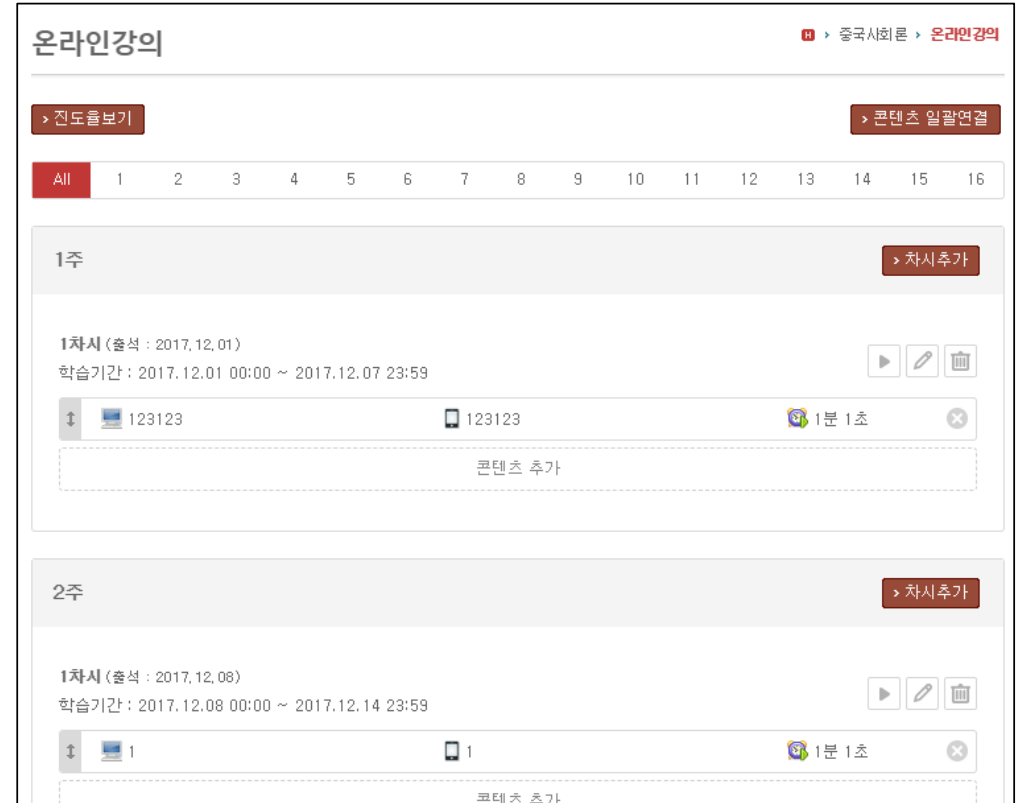 온라인강의
H > 중국사회론 > 온라인강의
> 진도율보기
> 콘텐츠 일괄연결
All 1 2 3 4 5 6 7 8 9 10 11 12 13 14 15 16
1주
> 차시추가
1차시 (출석 : 2017.12.01)
학습기간 : 2017.12.01 00:00 ~ 2017.12.07 23:59
123123 123123 1분 1초
콘텐츠 추가
2주
> 차시추가
1차시 (출석 : 2017.12.08)
학습기간 : 2017.12.08 00:00 ~ 2017.12.14 23:59
1 1 1분 1초
콘텐츠 추가